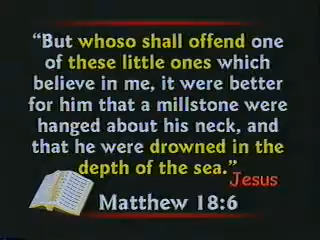 “But whoso shall offend one
of these little ones which
believe in me, it were better
for him that a millstone were
hanged about his neck, and
that he were drowned in the
depth of the sea.”
Jesus
Matthew 18:6